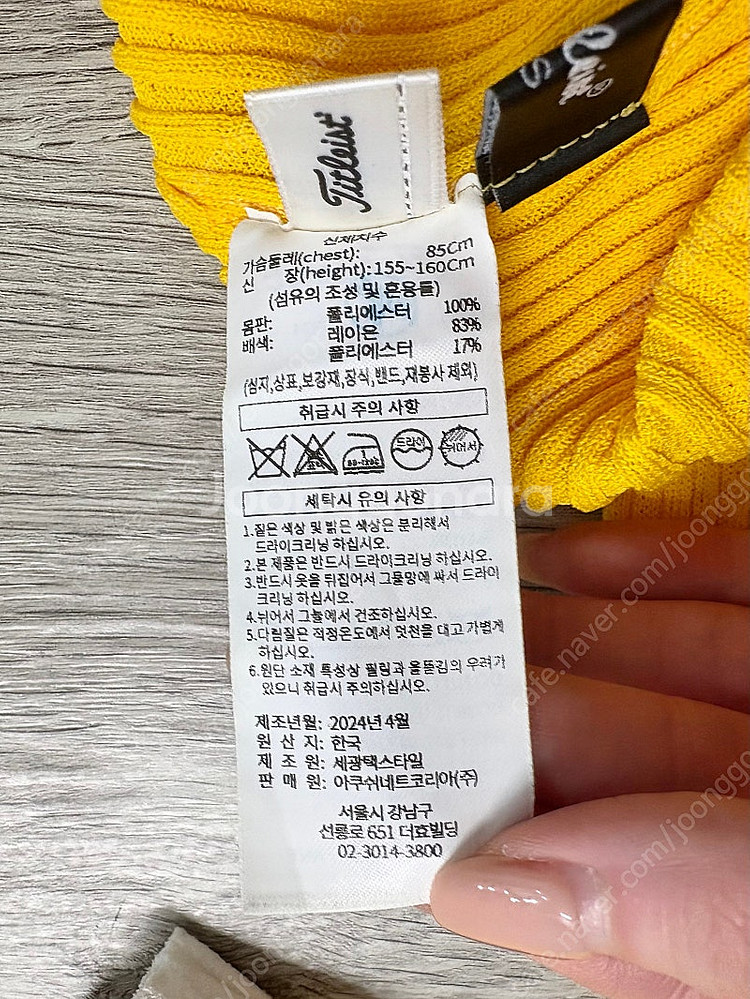 Titleist
S
신체치수
가슴둘레(chest): 85Cm
신 장(height): 155~160Cm
(섬유의 조성 및 혼용률)
몸판: 폴리에스터 100%
배색: 레이온 83%
폴리에스터 17%
(심지,상표,보강재,장식,밴드,재봉사 제외)
취급시 주의 사항
드라이
세탁시 유의 사항
1.짙은 색상 및 밝은 색상은 분리해서
드라이크리닝 하십시오.
2.본 제품은 반드시 드라이크리닝 하십시오.
3.반드시 옷을 뒤집어서 그물망에 싸서 드라이
크리닝 하십시오.
4.뉘어서 그늘에서 건조하십시오.
5.다림질은 적정온도에서 덧천을 대고 가볍게
하십시오.
6.원단 소재 특성상 필링과 올뜯김의 우려가
있으니 취급시 주의하십시오.
제조년월: 2024년 4월
원 산 지: 한국
제 조 원: 세광택스타일
판 매 원: 아쿠쉬네트코리아(주)
서울시 강남구
선릉로 651 더효빌딩
02-3014-3800